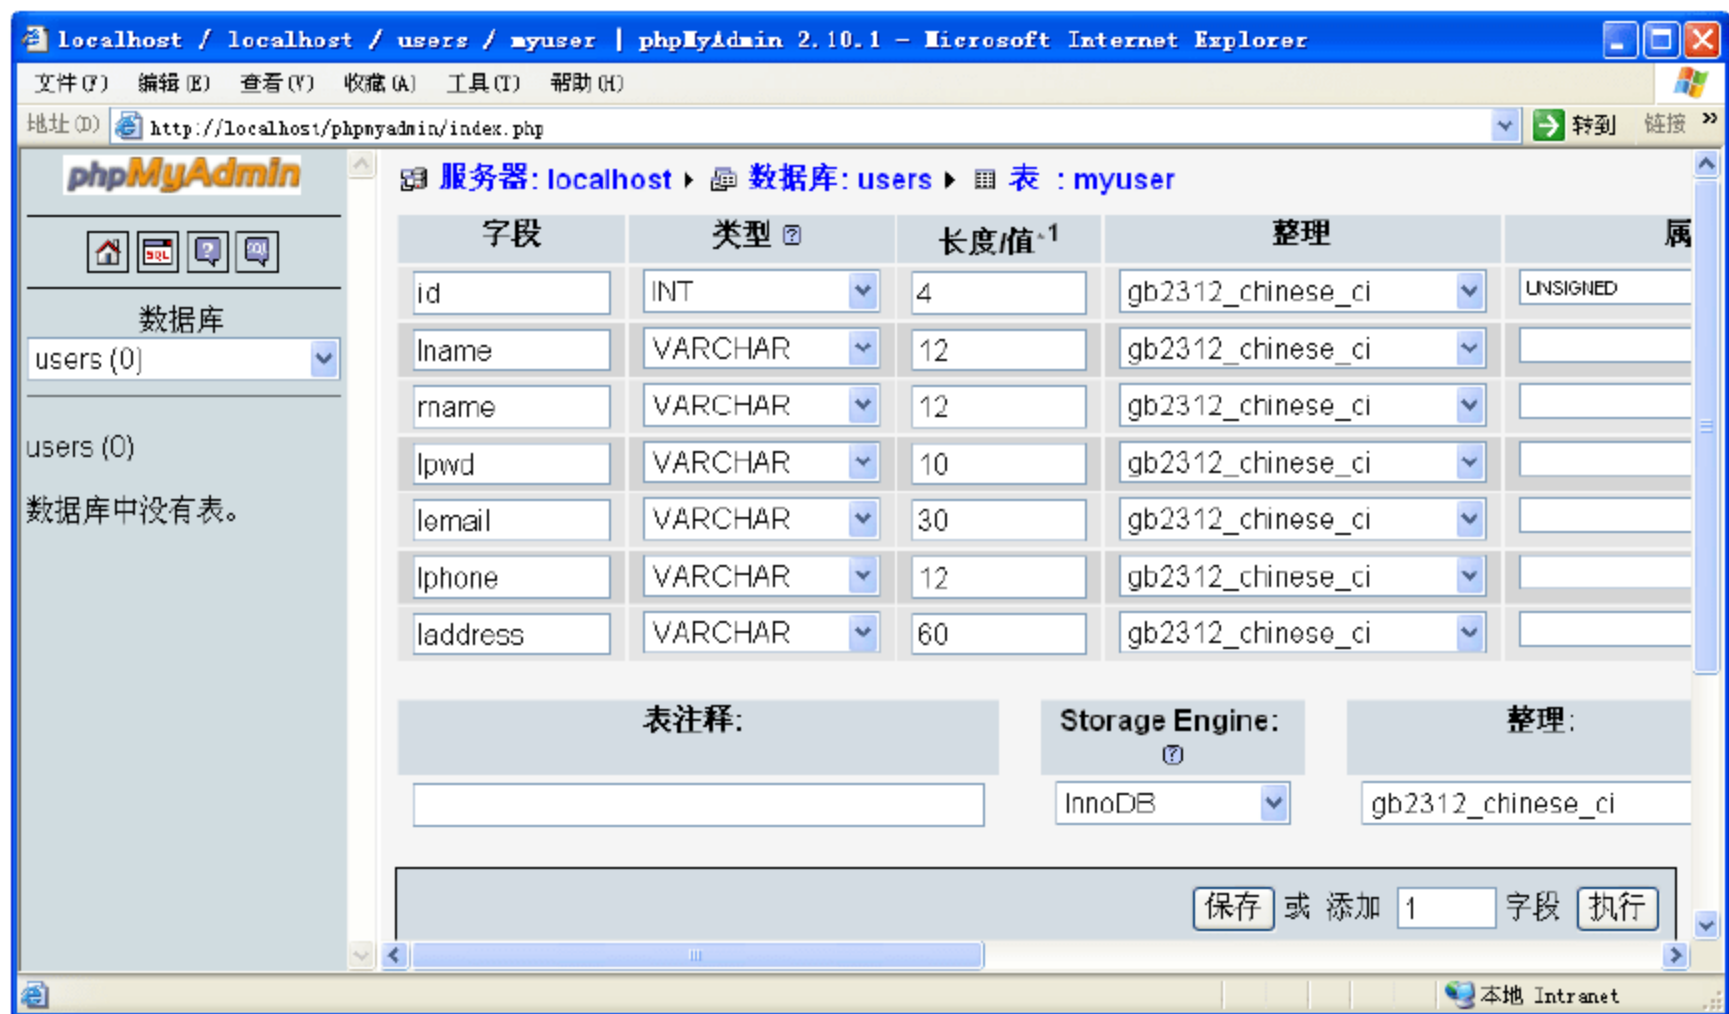 localhost / localhost / users / myuser | phpMyAdmin 2.10.1 - Microsoft Internet Explorer
文件(F) 编辑(E) 查看(V) 收藏(A) 工具(T) 帮助(H)
地址(D) http://localhost/phpmyadmin/index.php 转到 链接 »
phpMyAdmin
SQL
SQL
数据库
users (0)
users (0)
数据库中没有表。
服务器: localhost ▸ 数据库: users ▸ 表 : myuser
字段 类型 长度/值*1 整理 属
id INT 4 gb2312_chinese_ci UNSIGNED
lname VARCHAR 12 gb2312_chinese_ci
rname VARCHAR 12 gb2312_chinese_ci
lpwd VARCHAR 10 gb2312_chinese_ci
lemail VARCHAR 30 gb2312_chinese_ci
lphone VARCHAR 12 gb2312_chinese_ci
laddress VARCHAR 60 gb2312_chinese_ci
表注释: Storage Engine: 整理:
InnoDB gb2312_chinese_ci
保存 或 添加 1 字段 执行
本地 Intranet